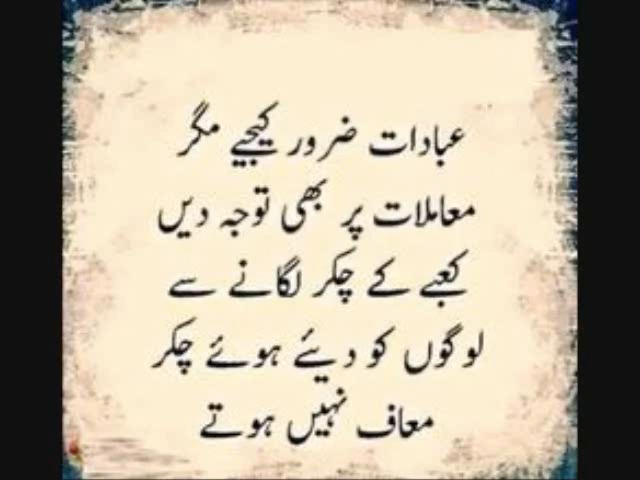 عبادات ضرور کیجیے مگر
معاملات پر بھی توجہ دیں
کعبے کے چکر لگانے سے
لوگوں کو دیئے ہوئے چکر
معاف نہیں ہوتے